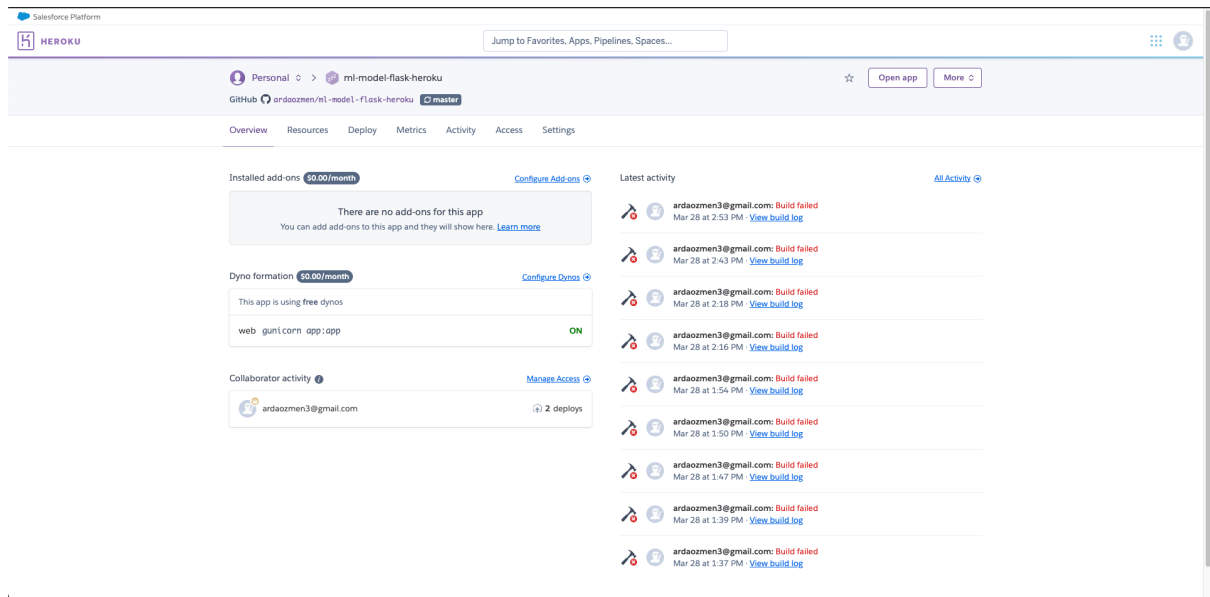 Salesforce Platform
HEROKU
Jump to Favorites, Apps, Pipelines, Spaces...
Personal > ml-model-flask-heroku
Open app
More
GitHub ardaozmen/ml-model-flask-heroku master
Overview Resources Deploy Metrics Activity Access Settings
Installed add-ons $0.00/month
Configure Add-ons
There are no add-ons for this app
You can add add-ons to this app and they will show here. Learn more
Dyno formation $0.00/month
Configure Dynos
This app is using free dynos
web gunicorn app:app
ON
Collaborator activity
Manage Access
ardaozmen3@gmail.com
2 deploys
Latest activity
All Activity
ardaozmen3@gmail.com: Build failed
Mar 28 at 2:53 PM · View build log
ardaozmen3@gmail.com: Build failed
Mar 28 at 2:43 PM · View build log
ardaozmen3@gmail.com: Build failed
Mar 28 at 2:18 PM · View build log
ardaozmen3@gmail.com: Build failed
Mar 28 at 2:16 PM · View build log
ardaozmen3@gmail.com: Build failed
Mar 28 at 1:54 PM · View build log
ardaozmen3@gmail.com: Build failed
Mar 28 at 1:50 PM · View build log
ardaozmen3@gmail.com: Build failed
Mar 28 at 1:47 PM · View build log
ardaozmen3@gmail.com: Build failed
Mar 28 at 1:39 PM · View build log
ardaozmen3@gmail.com: Build failed
Mar 28 at 1:37 PM · View build log